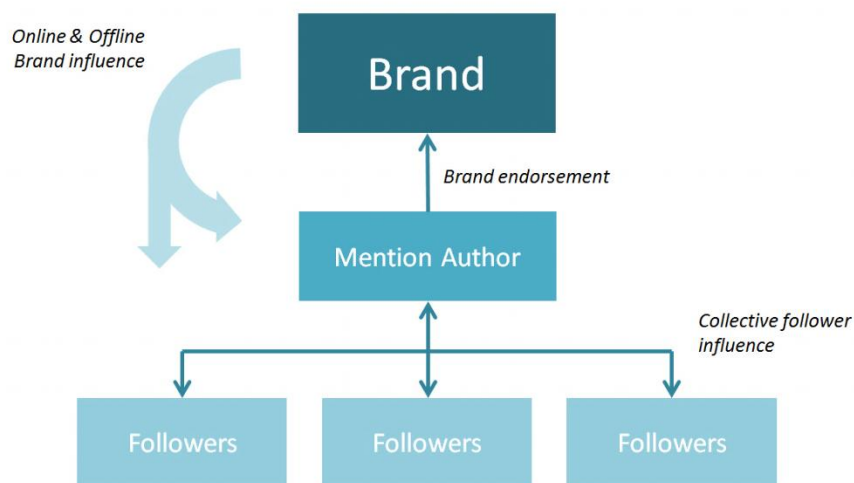 Online & Offline
Brand influence
Brand
Brand endorsement
Mention Author
Collective follower
influence
Followers
Followers
Followers